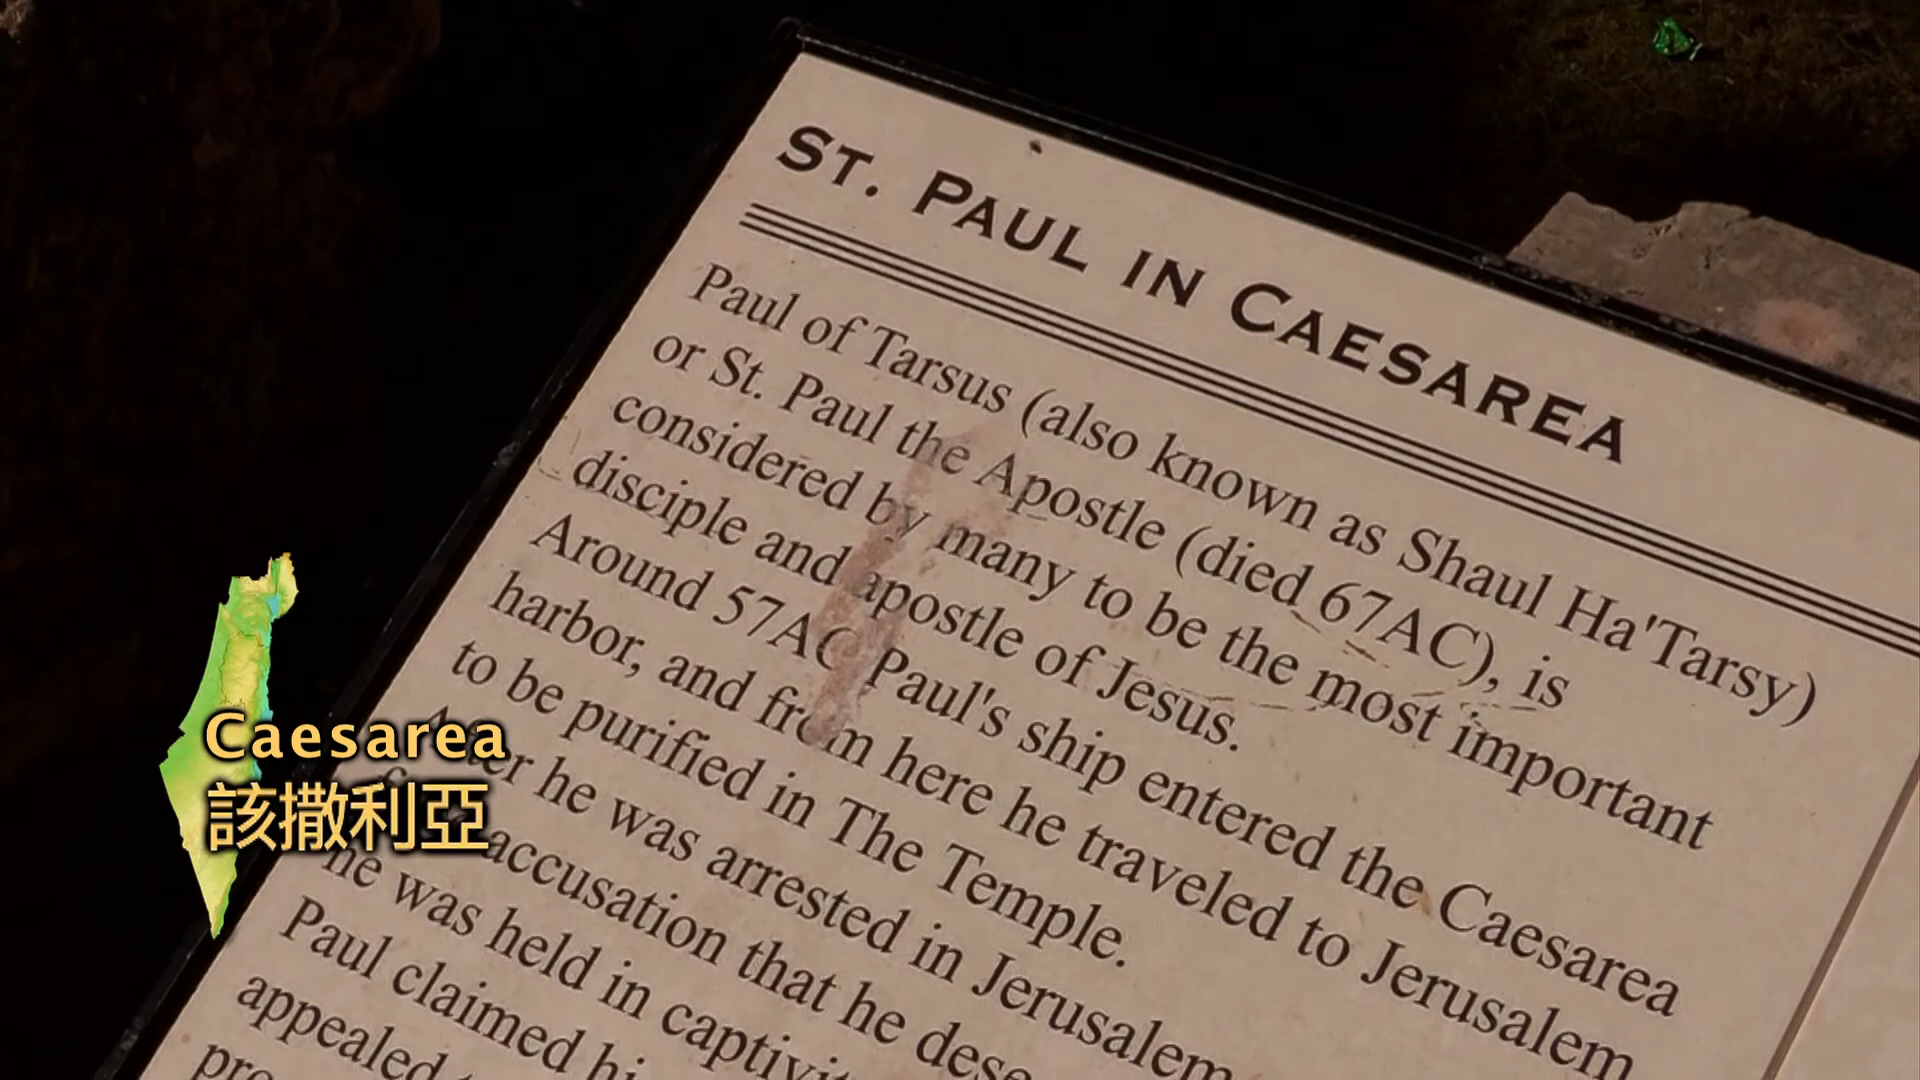 ST. PAUL IN CAESAREA
Paul of Tarsus (also known as Shaul Ha'Tarsy)
or St. Paul the Apostle (died 67AC), is
considered by many to be the most important
disciple and apostle of Jesus.
Around 57AC Paul's ship entered the Caesarea
harbor, and from here he traveled to Jerusalem
to be purified in The Temple.
After he was arrested in Jerusalem
accusation that he
he was held in
Paul claimed
appealed
Caesarea
該撒利亞